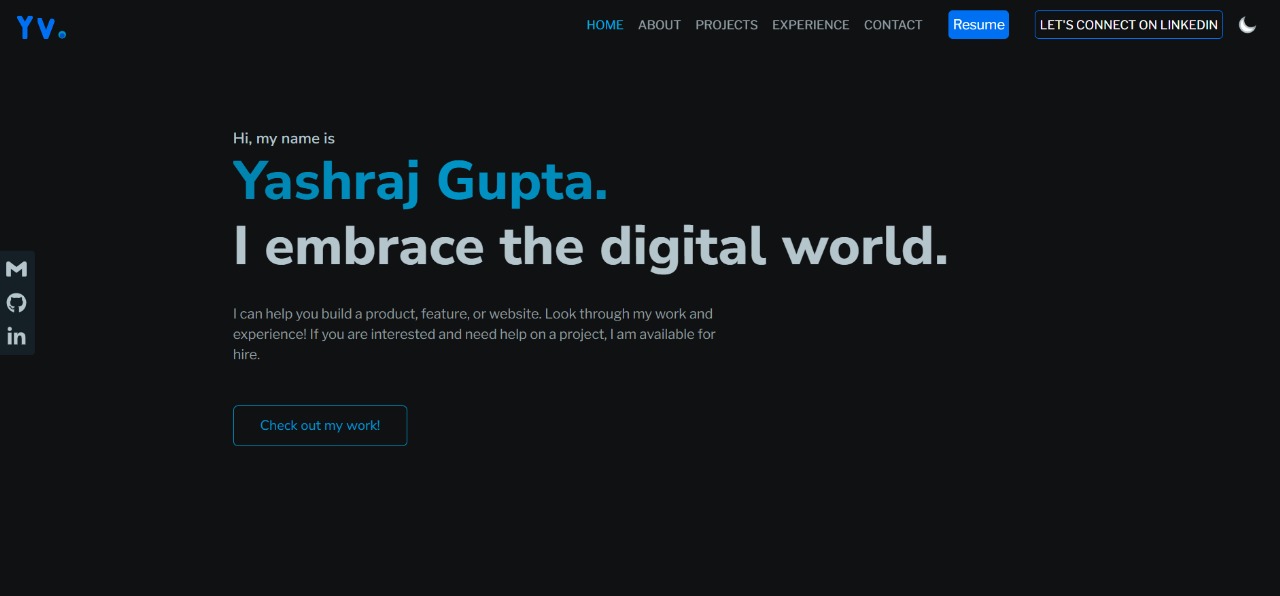 Yv.
HOME ABOUT PROJECTS EXPERIENCE CONTACT Resume LET'S CONNECT ON LINKEDIN
Hi, my name is
Yashraj Gupta.
I embrace the digital world.
I can help you build a product, feature, or website. Look through my work and
experience! If you are interested and need help on a project, I am available for
hire.
Check out my work!
in